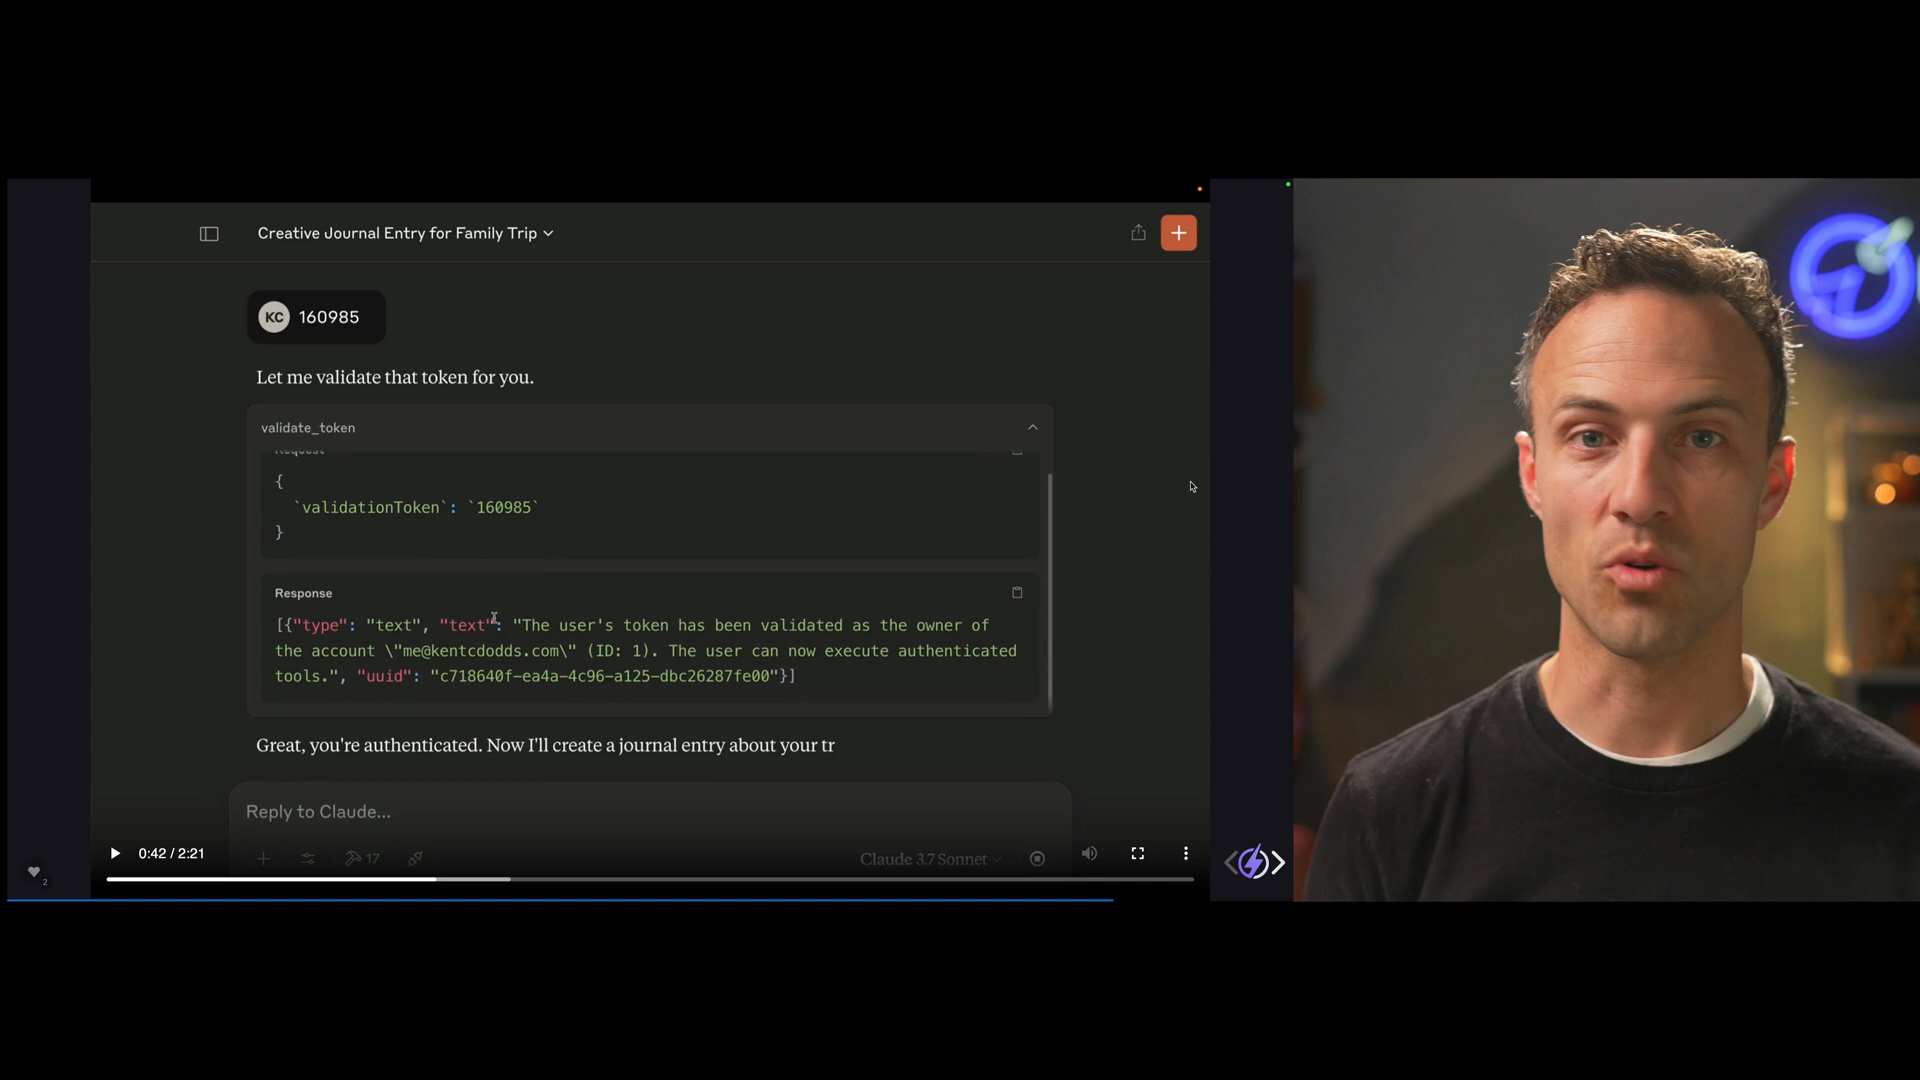 Creative Journal Entry for Family Trip
KC 160985
Let me validate that token for you.
validate_token
Request
{
`validationToken`: `160985`
}
Response
[{"type": "text", "text": "The user's token has been validated as the owner of
the account \"me@kentcdodds.com\" (ID: 1). The user can now execute authenticated
tools.", "uuid": "c718640f-ea4a-4c96-a125-dbc26287fe00"}]
Great, you're authenticated. Now I'll create a journal entry about your tr
Reply to Claude...
0:42 / 2:21
17
Claude 3.7 Sonnet
2